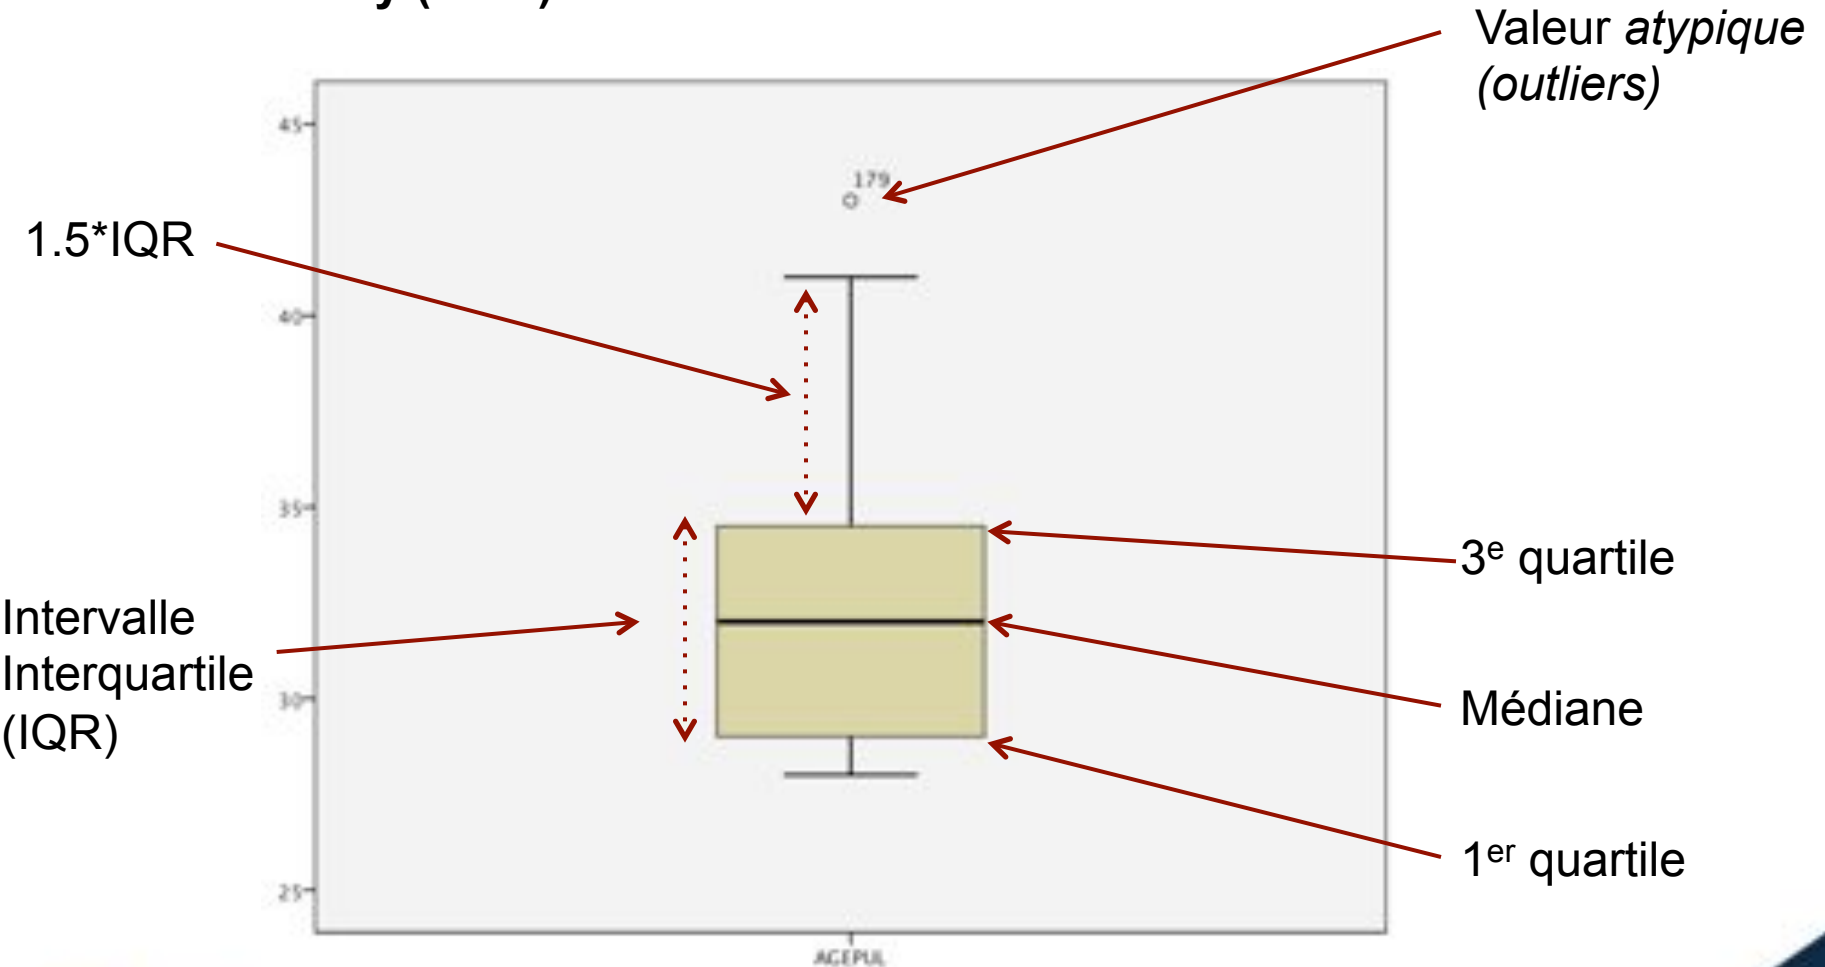 Valeur atypique
(outliers)
45
179
1.5*IQR
40
35
3e quartile
Intervalle
Interquartile
(IQR)
30
Médiane
1er quartile
25
AGEPUL